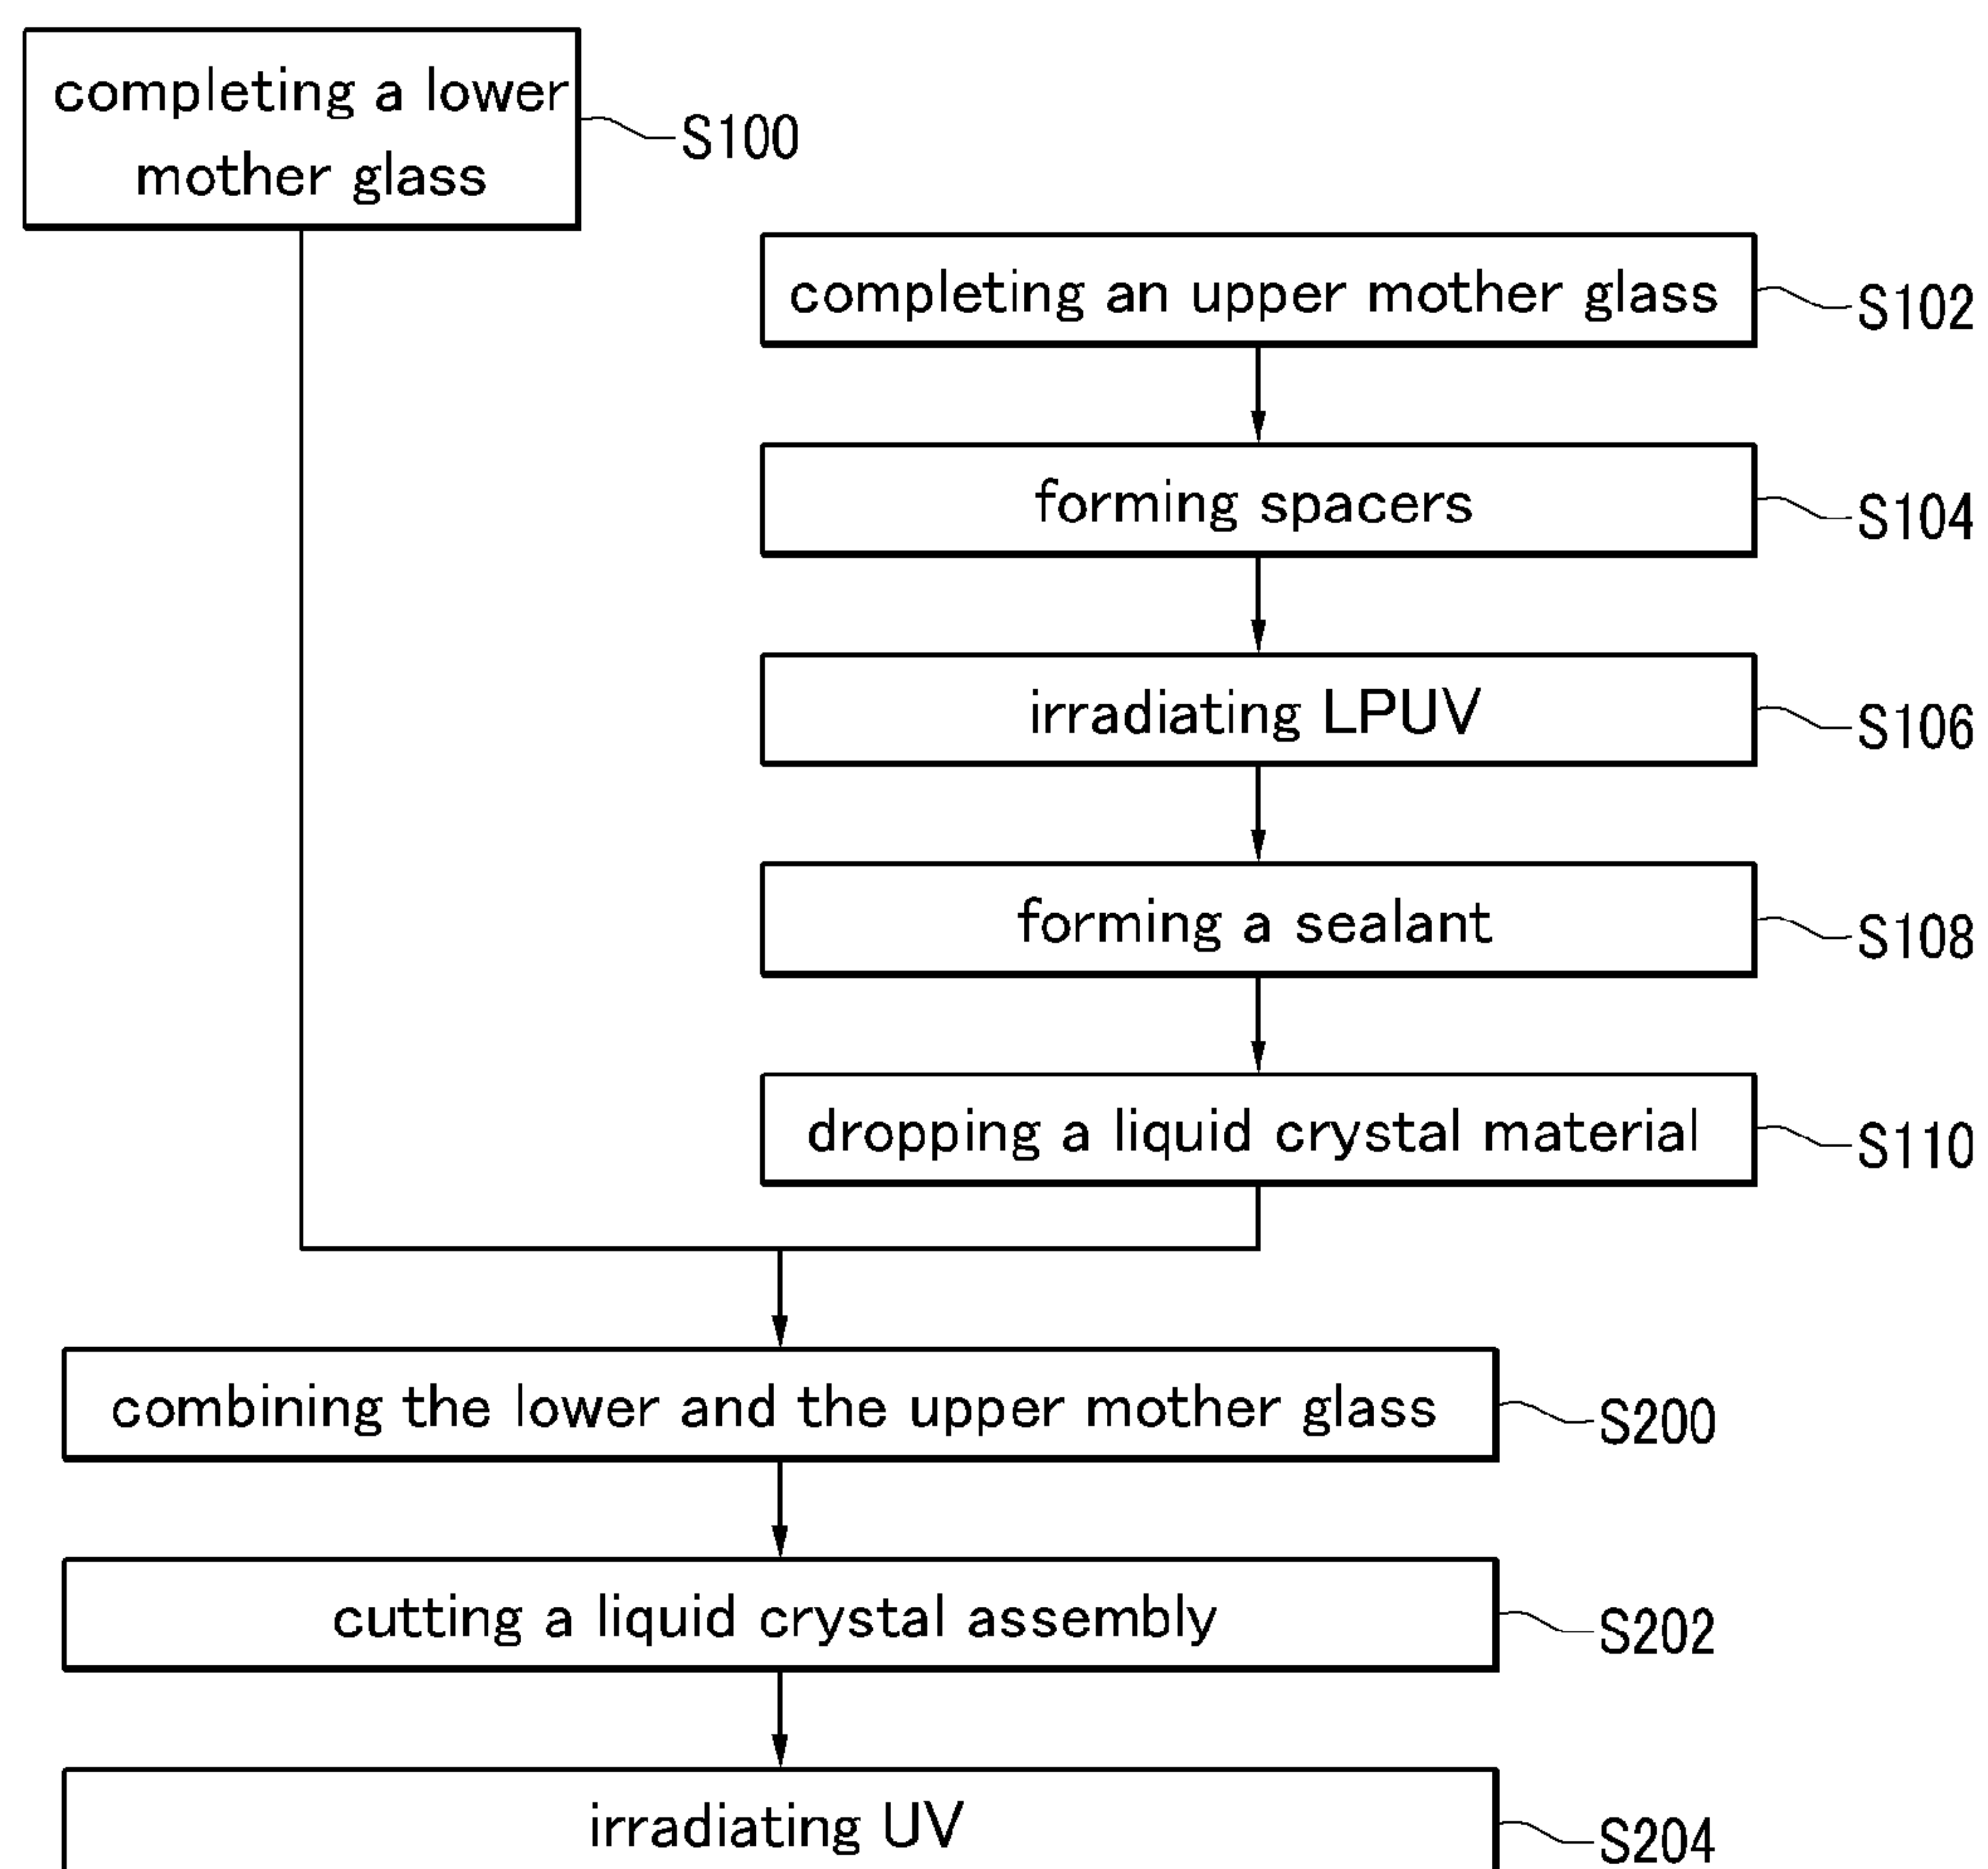 completing a lower
mother glass
S100
completing an upper mother glass
S102
forming spacers
S104
irradiating LPUV
S106
forming a sealant
S108
dropping a liquid crystal material
S110
combining the lower and the upper mother glass
S200
cutting a liquid crystal assembly
S202
irradiating UV
S204